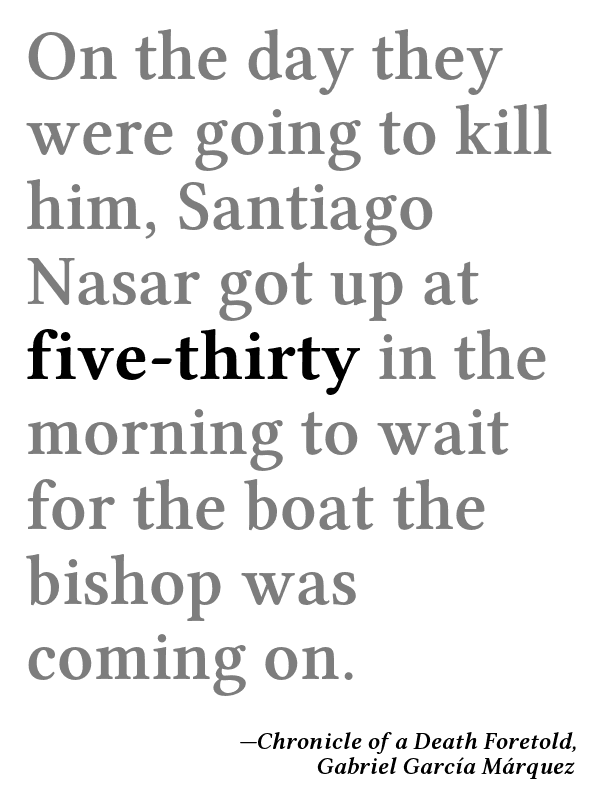 On the day they
were going to kill
him, Santiago
Nasar got up at
five-thirty in the
morning to wait
for the boat the
bishop was
coming on.
—Chronicle of a Death Foretold,
Gabriel García Márquez